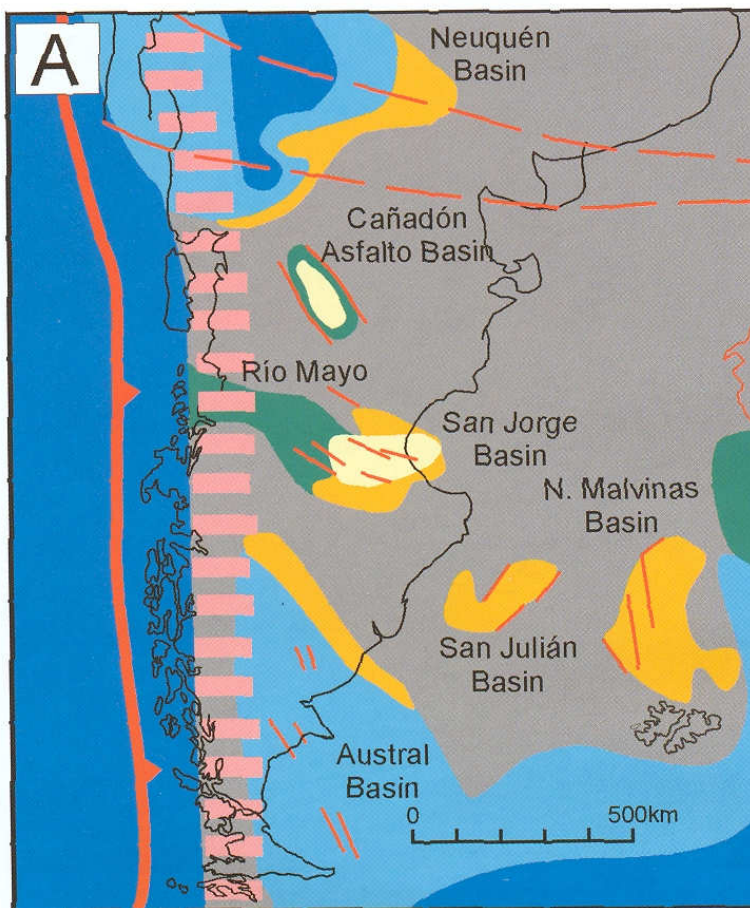 A
Neuquén
Basin
Cañadón
Asfalto Basin
Río Mayo
San Jorge
Basin
N. Malvinas
Basin
San Julián
Basin
Austral
Basin
0
500km